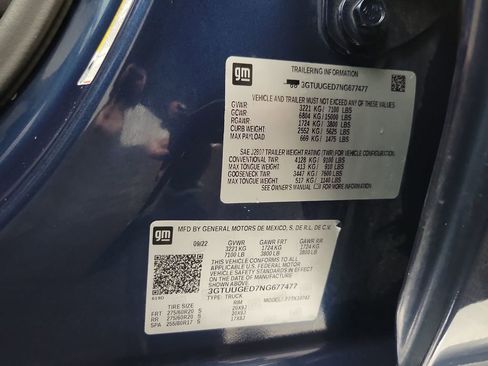 gm
TRAILERING INFORMATION
3GTUUGED7NG677477
VEHICLE AND TRAILER MUST NOT EXCEED ANY OF THESE RATINGS
GVWR 3221 KG / 7100 LBS
GCWR 6804 KG / 15000 LBS
RGAWR 1724 KG / 3800 LBS
CURB WEIGHT 2552 KG / 5625 LBS
MAX PAYLOAD 669 KG / 1475 LBS
SAE J2807 TRAILER WEIGHT RATING (TWR) FOR VEHICLE CONFIGURATION:
CONVENTIONAL TWR 4128 KG / 9100 LBS
MAX TONGUE WEIGHT 413 KG / 910 LBS
GOOSENECK TWR 3447 KG / 7600 LBS
MAX TONGUE WEIGHT 517 KG / 1140 LBS
SEE OWNER'S MANUAL FOR MORE INFORMATION
gm
MFD BY GENERAL MOTORS DE MEXICO, S. DE R.L. DE C.V.
09/22 GVWR GAWR FRT GAWR RR
3221 KG 1724 KG 1724 KG
7100 LB 3800 LB 3800 LB
THIS VEHICLE CONFORMS TO ALL APPLICABLE
U.S. FEDERAL MOTOR VEHICLE SAFETY
STANDARDS IN EFFECT ON THE DATE
OF MANUFACTURE SHOWN ABOVE.
3GTUUGED7NG677477
TYPE: TRUCK MODEL:
TIRE SIZE RIM
FRT 275/60R20 S 20X9J
RR 275/60R20 S 20X9J
SPA 255/80R17 S 17X8J